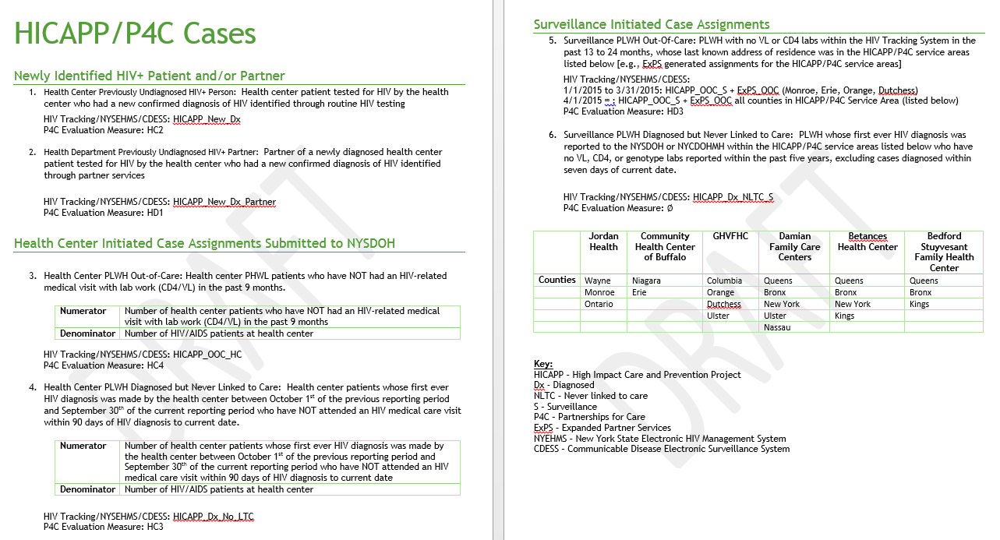 HICAPP/P4C Cases
Newly Identified HIV+ Patient and/or Partner
1. Health Center Previously Undiagnosed HIV+ Person: Health center patient tested for HIV by the health
center who had a new confirmed diagnosis of HIV identified through routine HIV testing
HIV Tracking/NYSEHMS/CDESS: HICAPP_New_Dx
P4C Evaluation Measure: HC2
2. Health Department Previously Undiagnosed HIV+ Partner: Partner of a newly diagnosed health center
patient tested for HIV by the health center who had a new confirmed diagnosis of HIV identified
through partner services
HIV Tracking/NYSEHMS/CDESS: HICAPP_New_Dx_Partner
P4C Evaluation Measure: HD1
Health Center Initiated Case Assignments Submitted to NYSDOH
3. Health Center PLWH Out-of-Care: Health center PHWL patients who have NOT had an HIV-related
medical visit with lab work (CD4/VL) in the past 9 months.
Numerator Number of health center patients who have NOT had an HIV-related medical
visit with lab work (CD4/VL) in the past 9 months
Denominator Number of HIV/AIDS patients at health center
HIV Tracking/NYSEHMS/CDESS: HICAPP_OOC_HC
P4C Evaluation Measure: HC4
4. Health Center PLWH Diagnosed but Never Linked to Care: Health center patients whose first ever
HIV diagnosis was made by the health center between October 1st of the previous reporting period
and September 30th of the current reporting period who have NOT attended an HIV medical care visit
within 90 days of HIV diagnosis to current date.
Numerator Number of health center patients whose first ever HIV diagnosis was made by
the health center between October 1st of the previous reporting period and
September 30th of the current reporting period who have NOT attended an HIV
medical care visit within 90 days of HIV diagnosis to current date
Denominator Number of HIV/AIDS patients at health center
HIV Tracking/NYSEHMS/CDESS: HICAPP_Dx_No_LTC
P4C Evaluation Measure: HC3
DRAFT
Surveillance Initiated Case Assignments
5. Surveillance PLWH Out-Of-Care: PLWH with no VL or CD4 labs within the HIV Tracking System in the
past 13 to 24 months, whose last known address of residence was in the HICAPP/P4C service areas
listed below [e.g., ExPS generated assignments for the HICAPP/P4C service areas]
HIV Tracking/NYSEHMS/CDESS:
1/1/2015 to 3/31/2015: HICAPP_OOC_S + ExPS_OOC (Monroe, Erie, Orange, Dutchess)
4/1/2015 ∞ : HICAPP_OOC_S + ExPS_OOC all counties in HICAPP/P4C Service Area (listed below)
P4C Evaluation Measure: HD3
6. Surveillance PLWH Diagnosed but Never Linked to Care: PLWH whose first ever HIV diagnosis was
reported to the NYSDOH or NYCDOHMH within the HICAPP/P4C service areas listed below who have
no VL, CD4, or genotype labs reported within the past five years, excluding cases diagnosed within
seven days of current date.
HIV Tracking/NYSEHMS/CDESS: HICAPP_Dx_NLTC_S
P4C Evaluation Measure: Ø
Jordan Health Community Health Center of Buffalo GHVFHC Damian Family Care Centers Betances Health Center Bedford Stuyvesant Family Health Center
Counties Wayne Niagara Columbia Queens Queens Queens
Monroe Erie Orange Bronx Bronx Bronx
Ontario Dutchess New York New York Kings
Ulster Ulster Kings
Nassau
Key:
HICAPP - High Impact Care and Prevention Project
Dx - Diagnosed
NLTC - Never linked to care
S - Surveillance
P4C - Partnerships for Care
ExPS - Expanded Partner Services
NYEHMS - New York State Electronic HIV Management System
CDESS - Communicable Disease Electronic Surveillance System
DRAFT